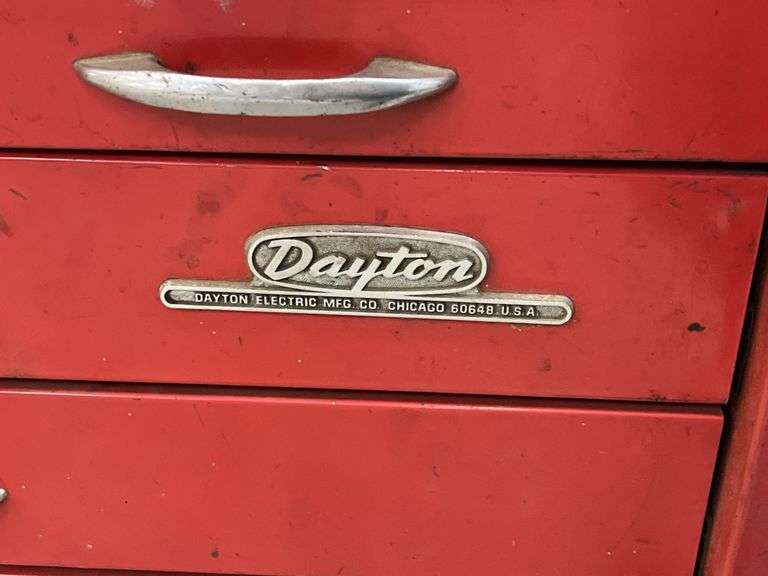 Dayton
DAYTON ELECTRIC MFG. CO. CHICAGO 60648 U.S.A.